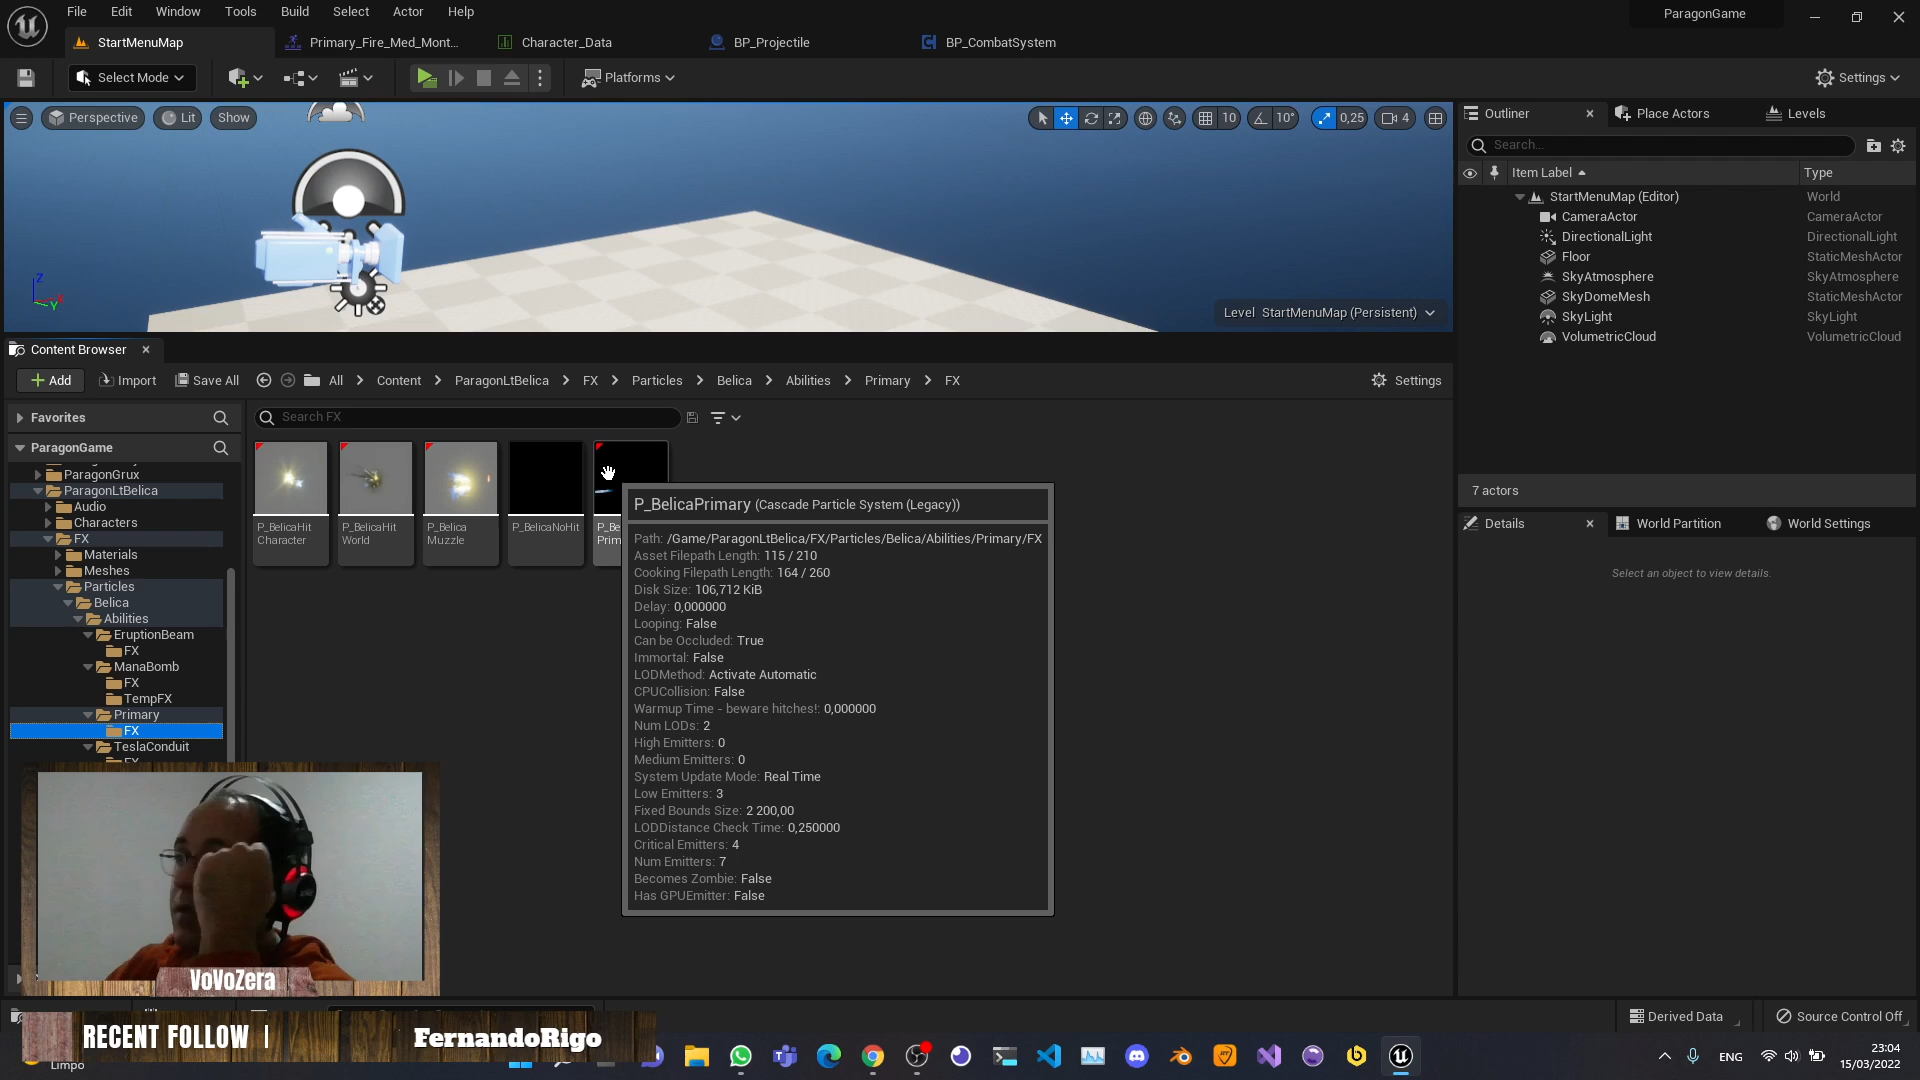 File Edit Window Tools Build Select Actor Help
ParagonGame
StartMenuMap
Primary_Fire_Med_Mont...
Character_Data
BP_Projectile
BP_CombatSystem
Select Mode
Platforms
Settings
Perspective
Lit
Show
10
10°
0,25
4
Z
X
Y
Level StartMenuMap (Persistent)
Outliner
Place Actors
Levels
Search...
Item Label
Type
StartMenuMap (Editor) World
CameraActor CameraActor
DirectionalLight DirectionalLight
Floor StaticMeshActor
SkyAtmosphere SkyAtmosphere
SkyDomeMesh StaticMeshActor
SkyLight SkyLight
VolumetricCloud VolumetricCloud
7 actors
Details
World Partition
World Settings
Select an object to view details.
Content Browser
Add
Import
Save All
All
Content
ParagonLtBelica
FX
Particles
Belica
Abilities
Primary
FX
Settings
Favorites
Search FX
ParagonGame
ParagonGrux
ParagonLtBelica
Audio
Characters
FX
Materials
Meshes
Particles
Belica
Abilities
EruptionBeam
FX
ManaBomb
FX
TempFX
Primary
FX
TeslaConduit
FX
P_BelicaHit
Character
P_BelicaHit
World
P_Belica
Muzzle
P_BelicaNoHit
P_Be
Prim
P_BelicaPrimary (Cascade Particle System (Legacy))
Path: /Game/ParagonLtBelica/FX/Particles/Belica/Abilities/Primary/FX
Asset Filepath Length: 115 / 210
Cooking Filepath Length: 164 / 260
Disk Size: 106,712 KiB
Delay: 0,000000
Looping: False
Can be Occluded: True
Immortal: False
LODMethod: Activate Automatic
CPUCollision: False
Warmup Time - beware hitches!: 0,000000
Num LODs: 2
High Emitters: 0
Medium Emitters: 0
System Update Mode: Real Time
Low Emitters: 3
Fixed Bounds Size: 2 200,00
LODDistance Check Time: 0,250000
Critical Emitters: 4
Num Emitters: 7
Becomes Zombie: False
Has GPUEmitter: False
VoVoZera
RECENT FOLLOW |
FernandoRigo
Derived Data
Source Control Off
Limpo
ENG
23:04
15/03/2022